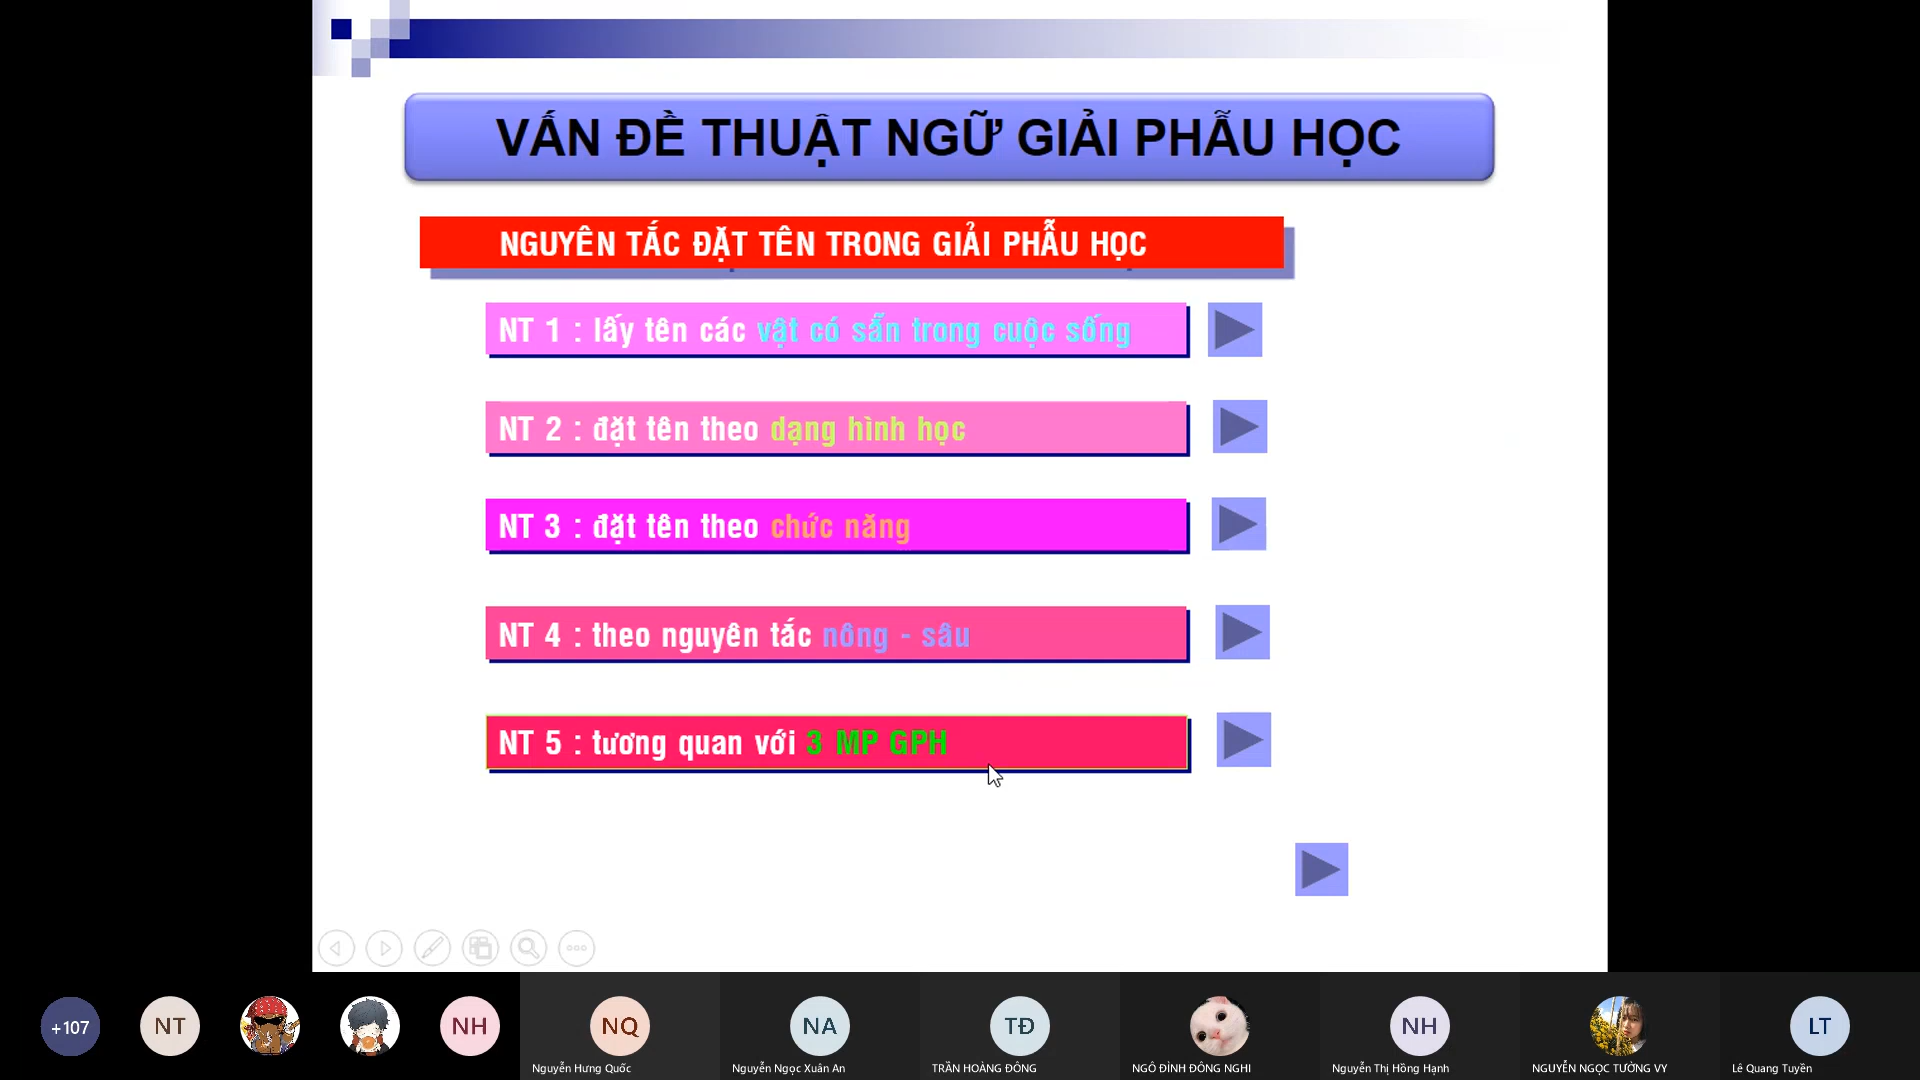 VẤN ĐỀ THUẬT NGỮ GIẢI PHẪU HỌC
NGUYÊN TẮC ĐẶT TÊN TRONG GIẢI PHẪU HỌC
NT 1 : lấy tên các vật có sẵn trong cuộc sống
NT 2 : đặt tên theo dạng hình học
NT 3 : đặt tên theo chức năng
NT 4 : theo nguyên tắc nông - sâu
NT 5 : tương quan với 3 MP GPH
+107
NT
NH
NQ
NA
TĐ
NH
LT
Nguyễn Hưng Quốc
Nguyễn Ngọc Xuân An
TRẦN HOÀNG ĐÔNG
NGÔ ĐÌNH ĐÔNG NGHI
Nguyễn Thị Hồng Hạnh
NGUYỄN NGỌC TƯỜNG VY
Lê Quang Tuyền